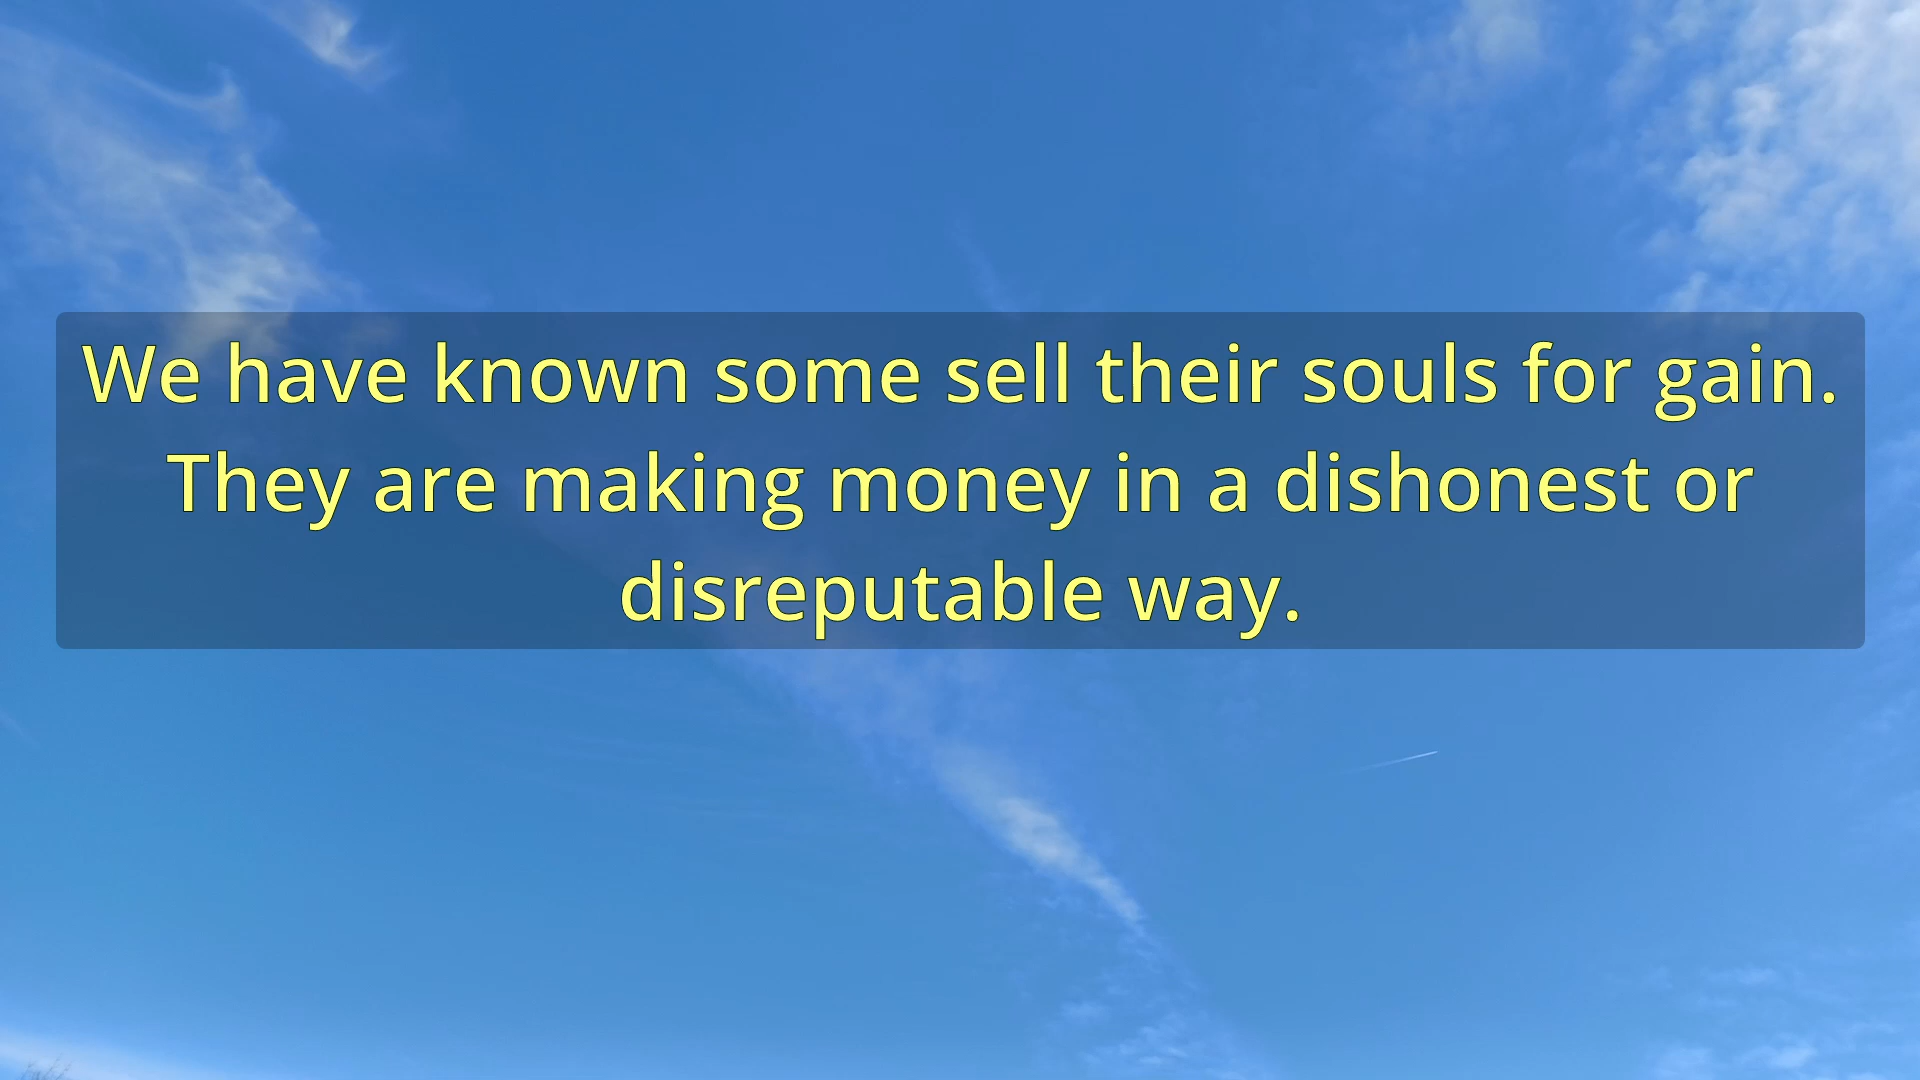 We have known some sell their souls for gain.
They are making money in a dishonest or
disreputable way.